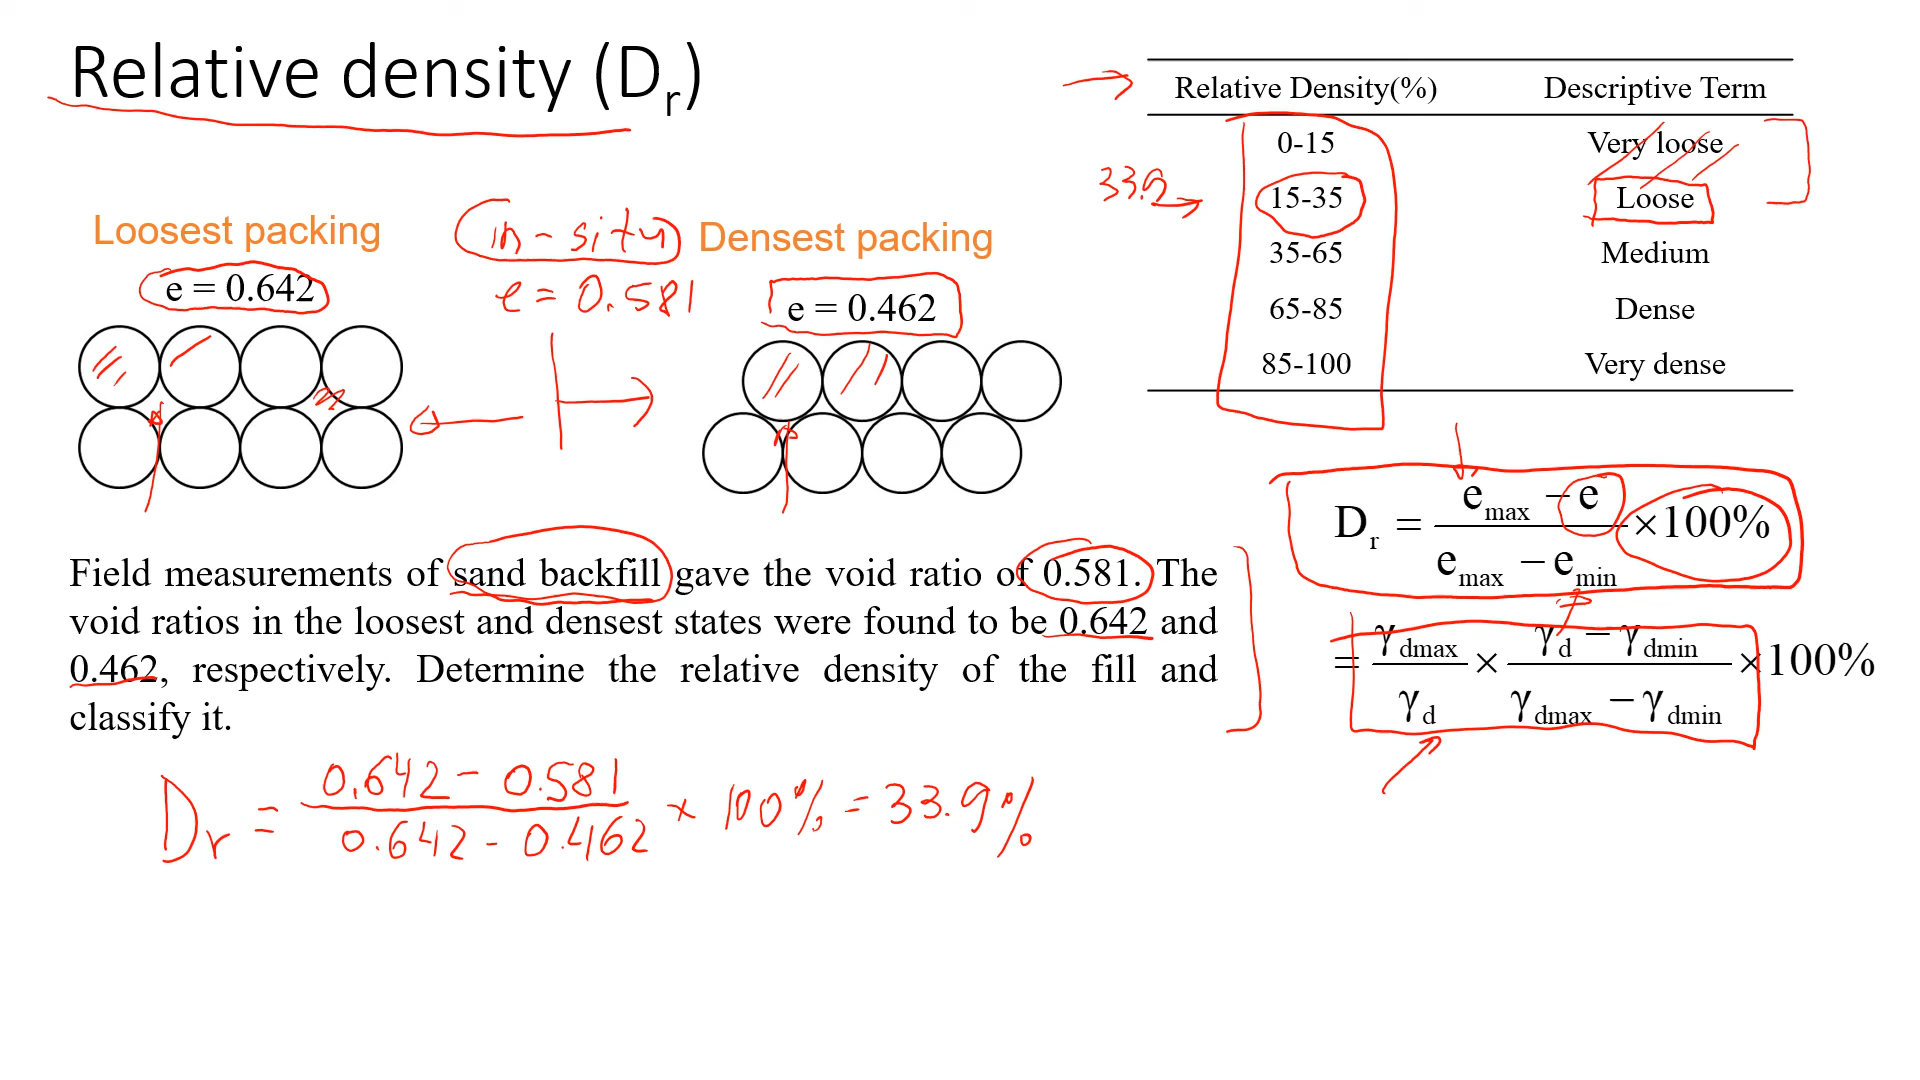 Relative density (Dr)
Relative Density(%) Descriptive Term
0-15 Very loose
33.9 15-35 Loose
35-65 Medium
65-85 Dense
85-100 Very dense
Loosest packing
e = 0.642
in-situ
e = 0.581
Densest packing
e = 0.462
Dr = (emax − e) / (emax − emin) ×100%
= γdmax / γd × (γd − γdmin) / (γdmax − γdmin) ×100%
Field measurements of sand backfill gave the void ratio of 0.581. The
void ratios in the loosest and densest states were found to be 0.642 and
0.462, respectively. Determine the relative density of the fill and
classify it.
Dr = (0.642 - 0.581) / (0.642 - 0.462) × 100% = 33.9%